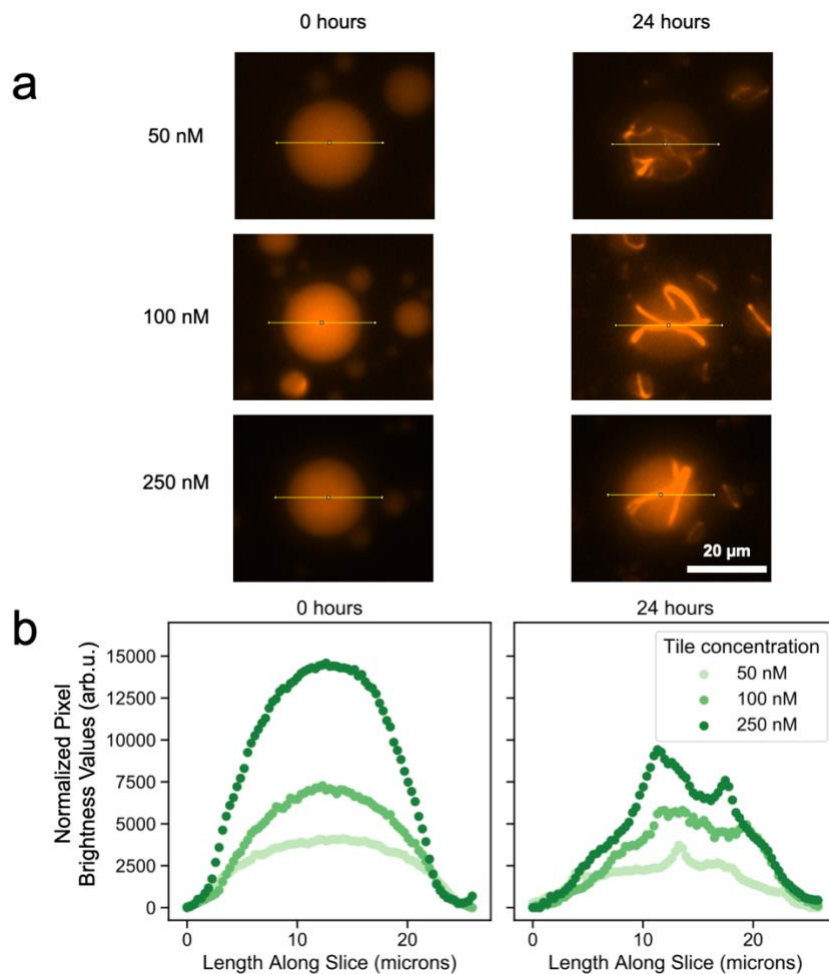 0 hours 24 hours
a
50 nM
100 nM
250 nM
20 µm
b
0 hours 24 hours
Normalized Pixel
Brightness Values (arb.u.)
15000
12500
10000
7500
5000
2500
0
Tile concentration
50 nM
100 nM
250 nM
0 10 20 0 10 20
Length Along Slice (microns) Length Along Slice (microns)